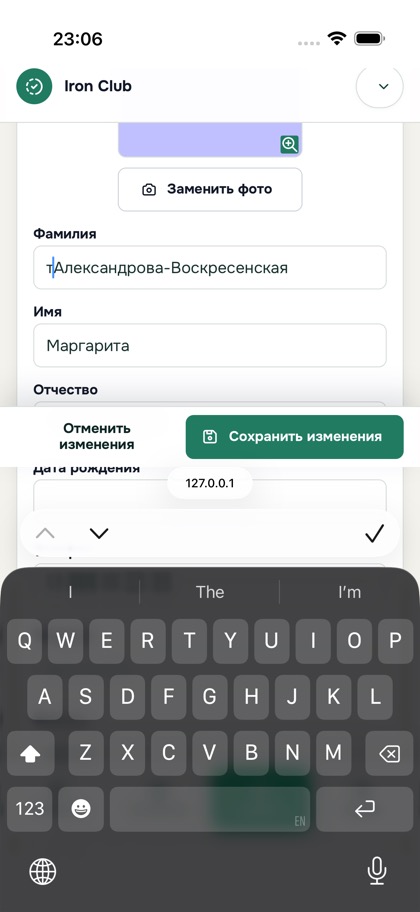 23:06
Iron Club
Заменить фото
Фамилия
тАлександрова-Воскресенская
Имя
Маргарита
Отчество
Отменить
изменения
Сохранить изменения
Дата рождения
127.0.0.1
I The I'm
Q W E R T Y U I O P
A S D F G H J K L
Z X C V B N M
123 EN